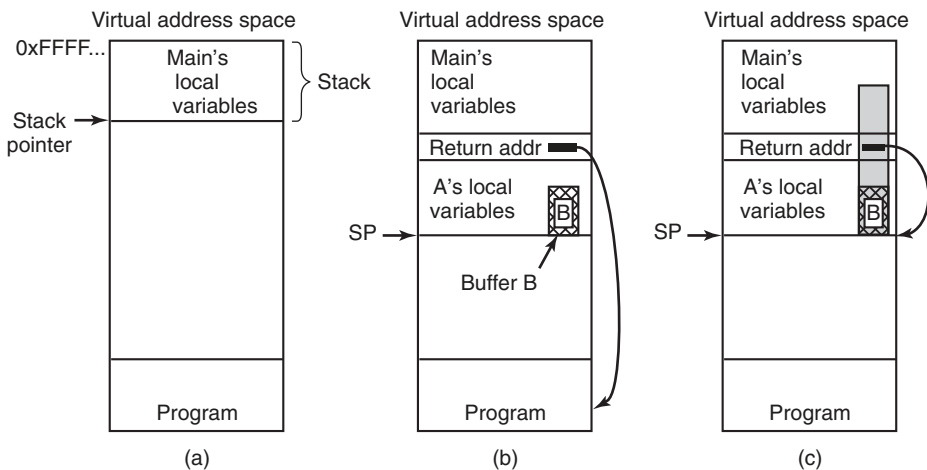 Virtual address space
0xFFFF...
Main's
local
variables
Stack
Stack
pointer
Program
(a)
Virtual address space
Main's
local
variables
Return addr
A's local
variables
B
SP
Buffer B
Program
(b)
Virtual address space
Main's
local
variables
Return addr
A's local
variables
B
SP
Program
(c)